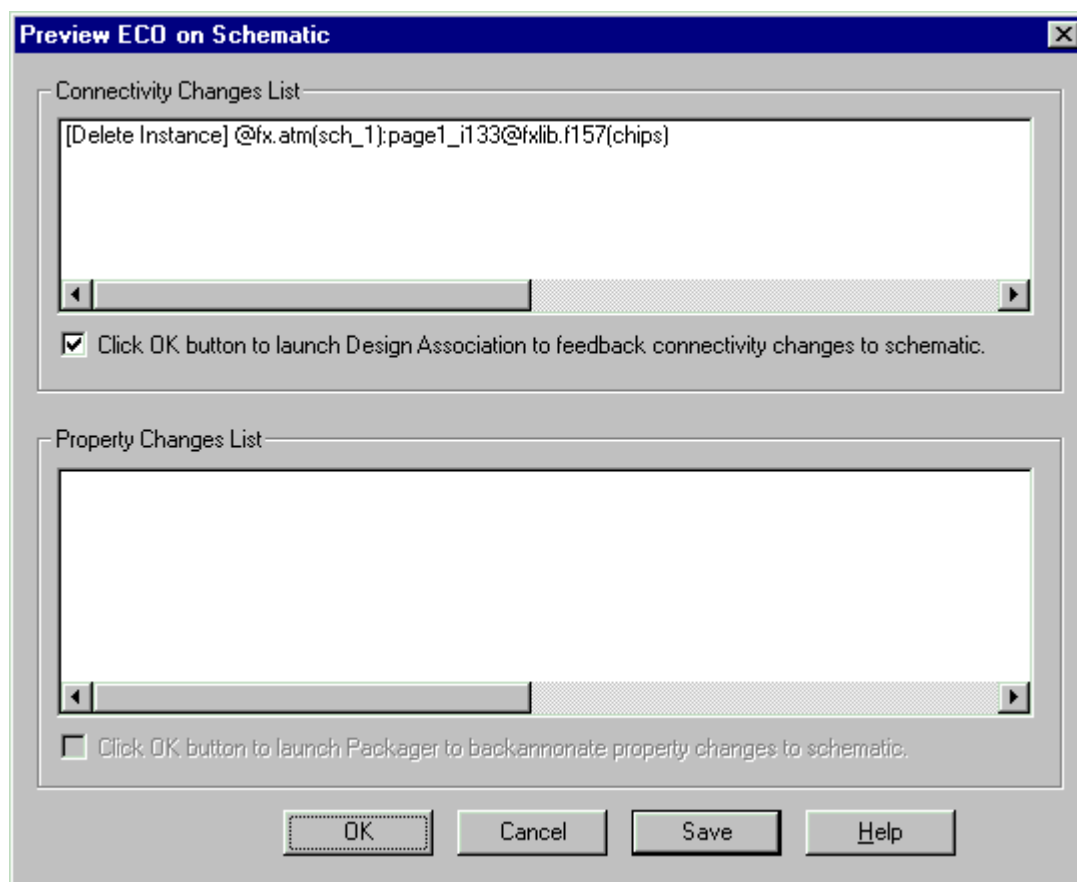 Preview ECO on Schematic
Connectivity Changes List
[Delete Instance] @fx.atm(sch_1):page1_i133@fxlib.f157(chips)
Click OK button to launch Design Association to feedback connectivity changes to schematic.
Property Changes List
Click OK button to launch Packager to backannonate property changes to schematic.
OK Cancel Save Help